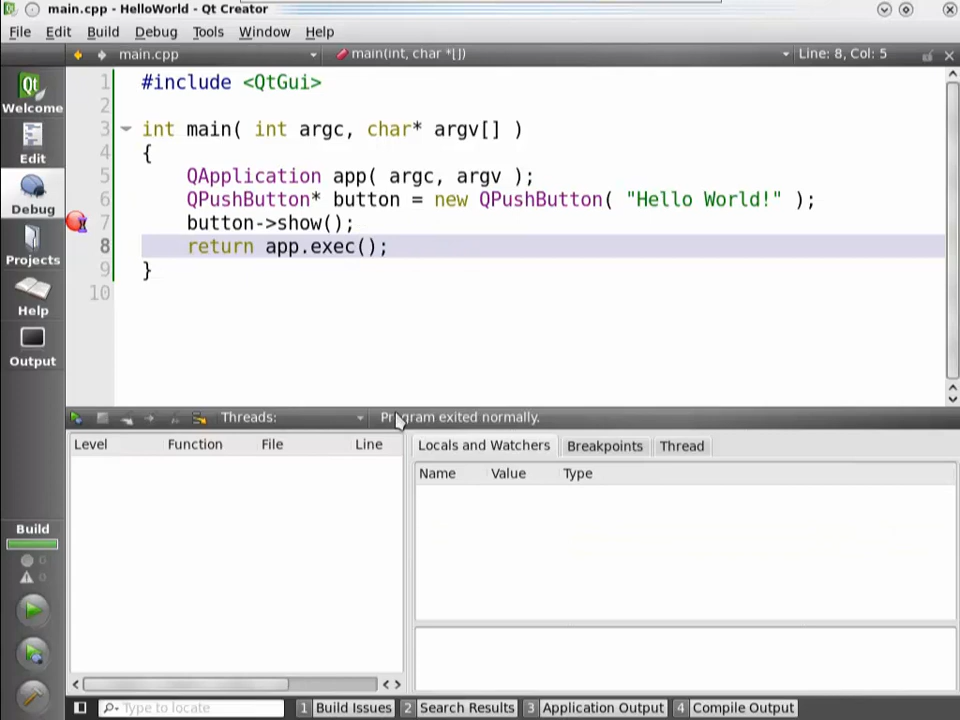 main.cpp - HelloWorld - Qt Creator
File Edit Build Debug Tools Window Help
main.cpp main(int, char *[]) Line: 8, Col: 5
Qt
Welcome
Edit
Debug
Projects
Help
Output
1 #include <QtGui>
2
3 int main( int argc, char* argv[] )
4 {
5 QApplication app( argc, argv );
6 QPushButton* button = new QPushButton( "Hello World!" );
7 button->show();
8 return app.exec();
9 }
10
Threads: Program exited normally.
Level Function File Line
Locals and Watchers Breakpoints Thread
Name Value Type
Build
0
0
Type to locate 1 Build Issues 2 Search Results 3 Application Output 4 Compile Output